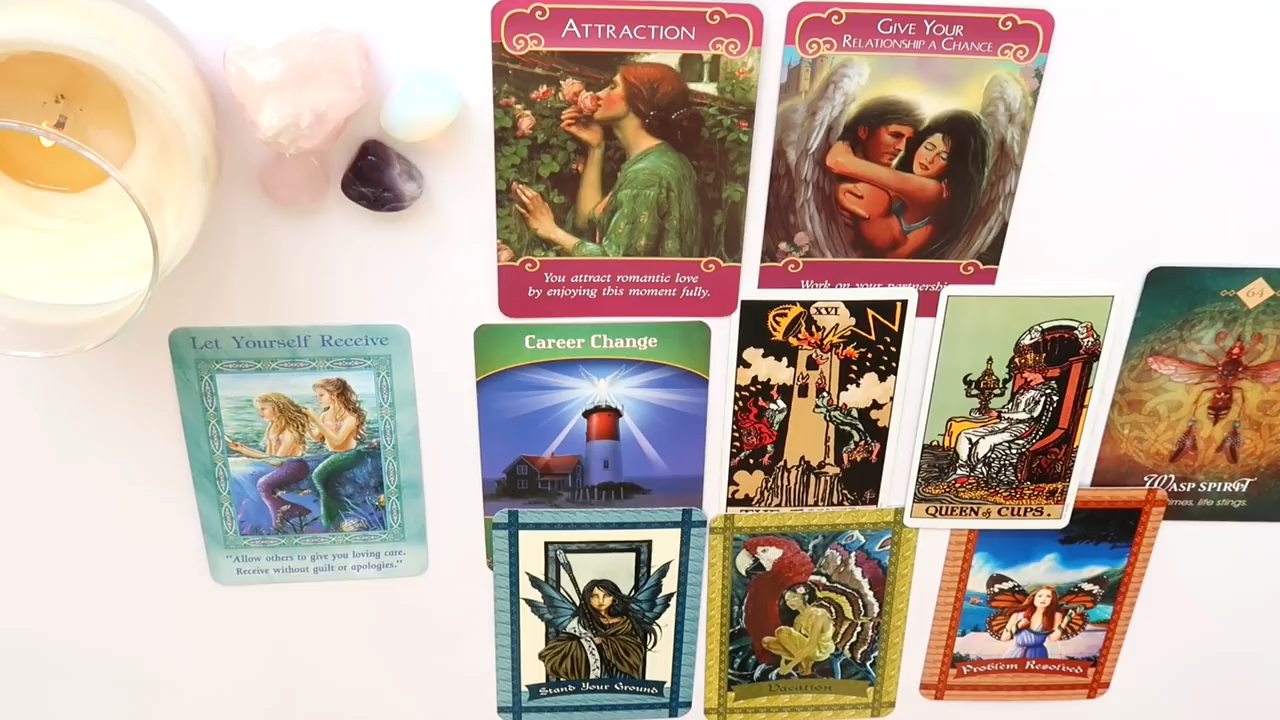 ATTRACTION
GIVE YOUR
RELATIONSHIP A CHANCE
You attract romantic love
by enjoying this moment fully.
Work on your partnership
Let Yourself Receive
"Allow others to give you loving care.
Receive without guilt or apologies."
Career Change
XVI
QUEEN of CUPS.
64
WASP SPIRIT
times, life stings.
Stand Your Ground
Vacation
Problem Resolved